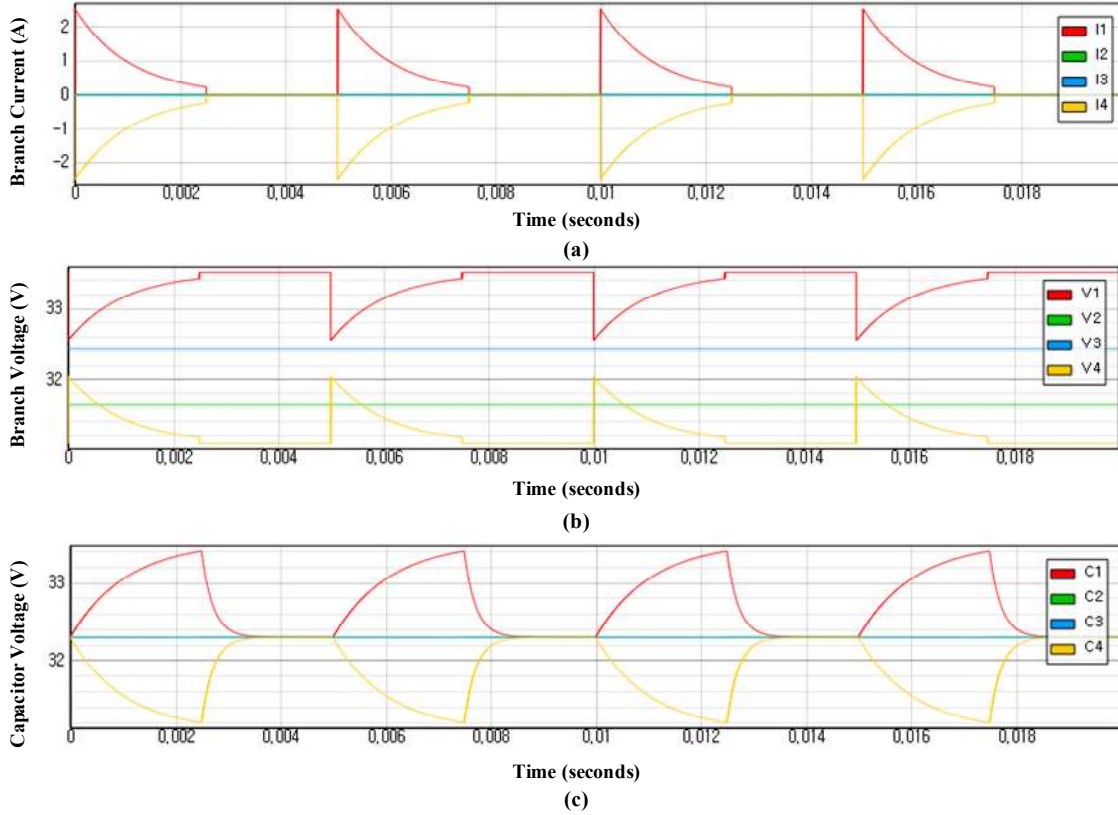 Branch Current (A)
2
1
0
-1
-2
I1
I2
I3
I4
0 0,002 0,004 0,006 0,008 0,01 0,012 0,014 0,016 0,018
Time (seconds)
(a)
Branch Voltage (V)
33
32
V1
V2
V3
V4
0 0,002 0,004 0,006 0,008 0,01 0,012 0,014 0,016 0,018
Time (seconds)
(b)
Capacitor Voltage (V)
33
32
C1
C2
C3
C4
0 0,002 0,004 0,006 0,008 0,01 0,012 0,014 0,016 0,018
Time (seconds)
(c)